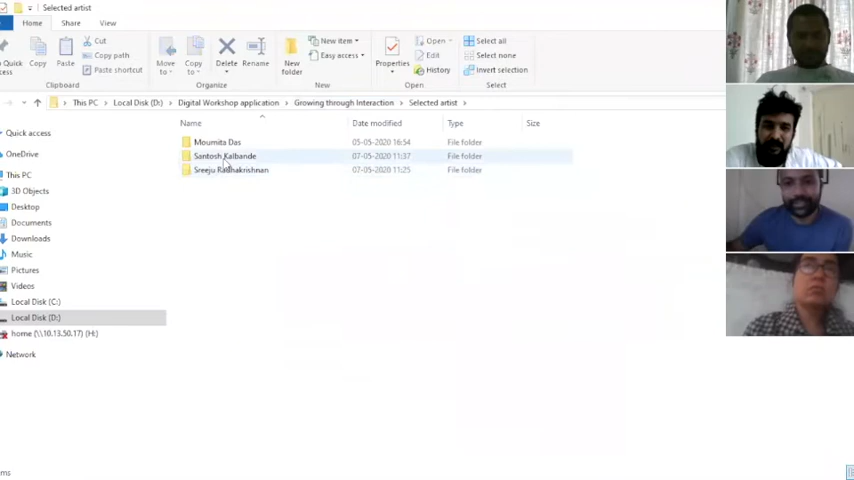 Selected artist
Home Share View
Quick access
Copy
Paste
Cut
Copy path
Paste shortcut
Clipboard
Move to
Copy to
Delete
Rename
Organize
New folder
New item
Easy access
New
Properties
Open
Edit
History
Open
Select all
Select none
Invert selection
Select
This PC Local Disk (D:) Digital Workshop application Growing through Interaction Selected artist
Name Date modified Type Size
Moumita Das 05-05-2020 16:54 File folder
Santosh Kalbande 07-05-2020 11:37 File folder
Sreeju Radhakrishnan 07-05-2020 11:25 File folder
Quick access
OneDrive
This PC
3D Objects
Desktop
Documents
Downloads
Music
Pictures
Videos
Local Disk (C:)
Local Disk (D:)
home (\\10.13.50.17) (H:)
Network